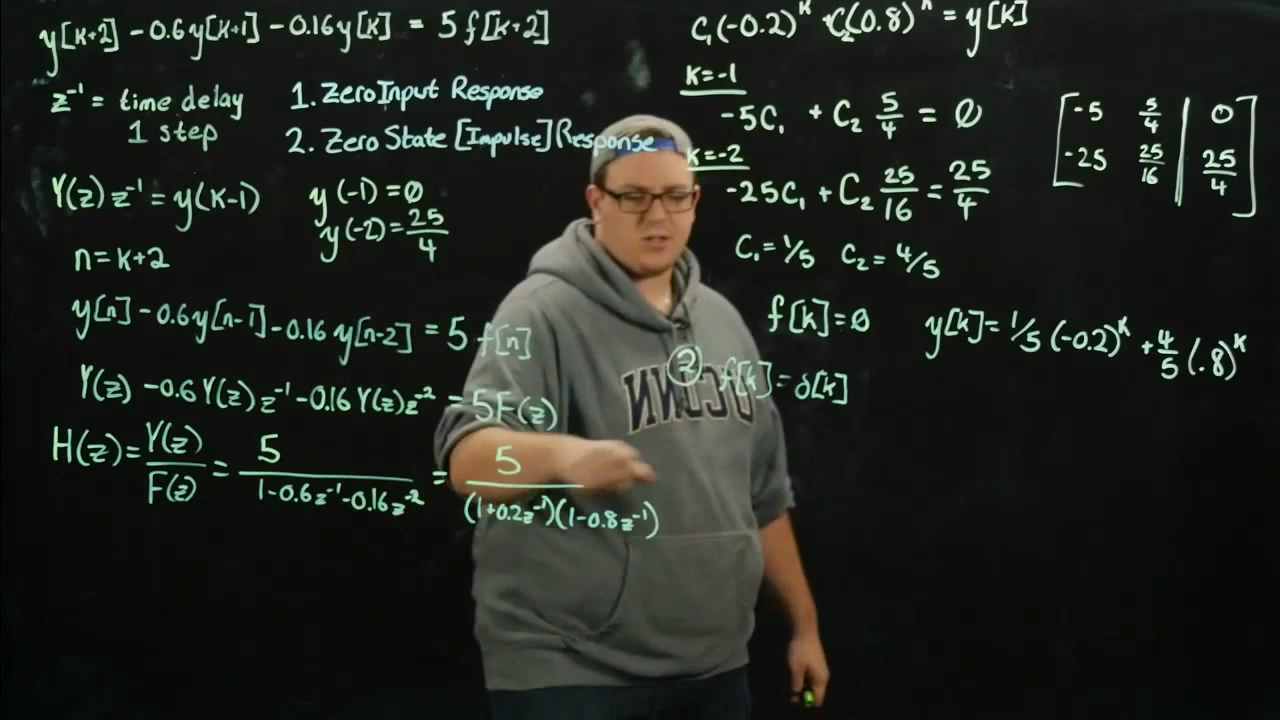 y[k+2] - 0.6y[k+1] - 0.16y[k] = 5f[k+2]
z⁻¹ = time delay
1 step
1. Zero Input Response
2. Zero State [Impulse] Response
Y(z) z⁻¹ = y(k-1)
y(-1) = 0
y(-2) = 25/4
n = k+2
y[n] - 0.6y[n-1] - 0.16y[n-2] = 5f[n]
Y(z) - 0.6Y(z)z⁻¹ - 0.16Y(z)z⁻² = 5F(z)
H(z) = Y(z)/F(z) = 5/(1-0.6z⁻¹-0.16z⁻²) = 5/((1+0.2z⁻¹)(1-0.8z⁻¹))
C₁(-0.2)ᵏ + C₂(0.8)ᵏ = y[k]
k=-1
-5C₁ + C₂ 5/4 = 0
k=-2
-25C₁ + C₂ 25/16 = 25/4
C₁ = 1/5 C₂ = 4/5
[-5 5/4 | 0]
[-25 25/16 | 25/4]
f[k] = 0 y[k] = 1/5(-0.2)ᵏ + 4/5(.8)ᵏ
② f[k] = δ[k]
UCONN